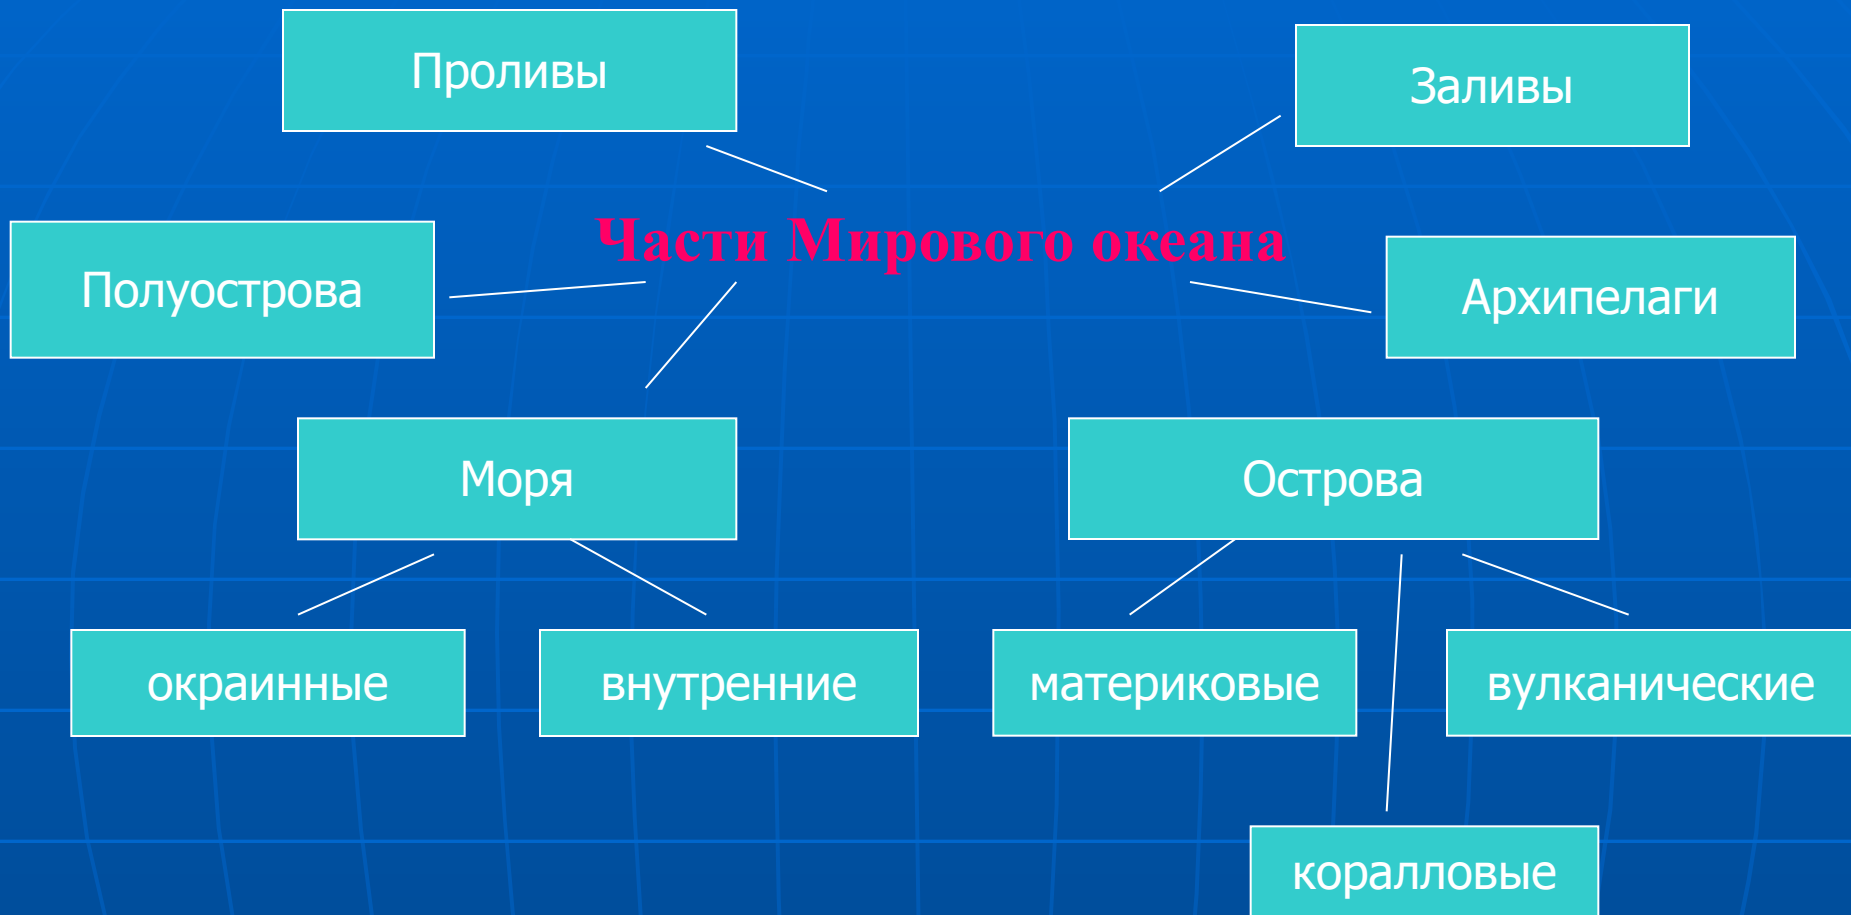 Проливы
Заливы
Части Мирового океана
Полуострова
Архипелаги
Моря
Острова
окраинные
внутренние
материковые
вулканические
коралловые